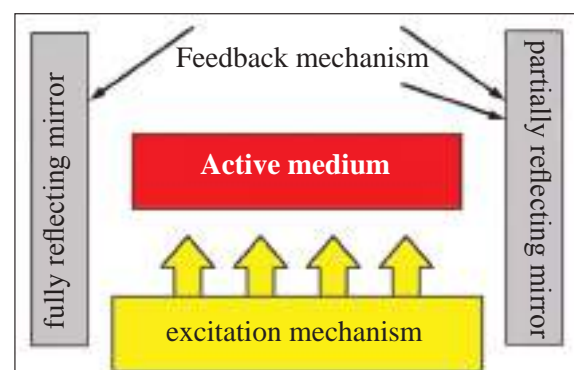 Feedback mechanism
fully reflecting mirror
Active medium
partially reflecting mirror
excitation mechanism